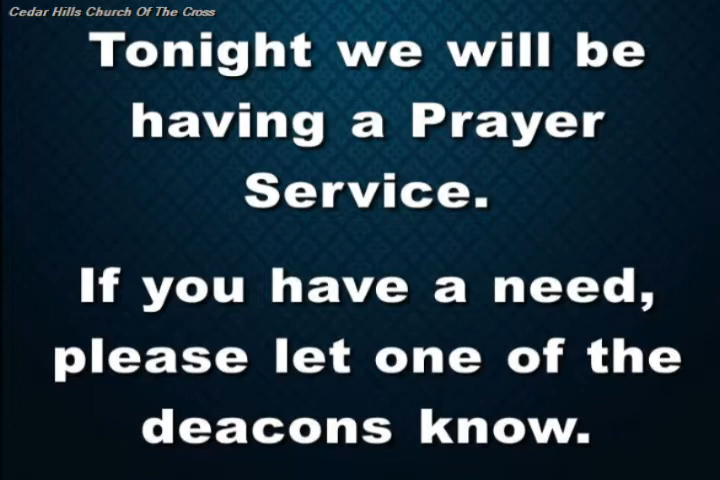 Cedar Hills Church Of The Cross
Tonight we will be
having a Prayer
Service.
If you have a need,
please let one of the
deacons know.